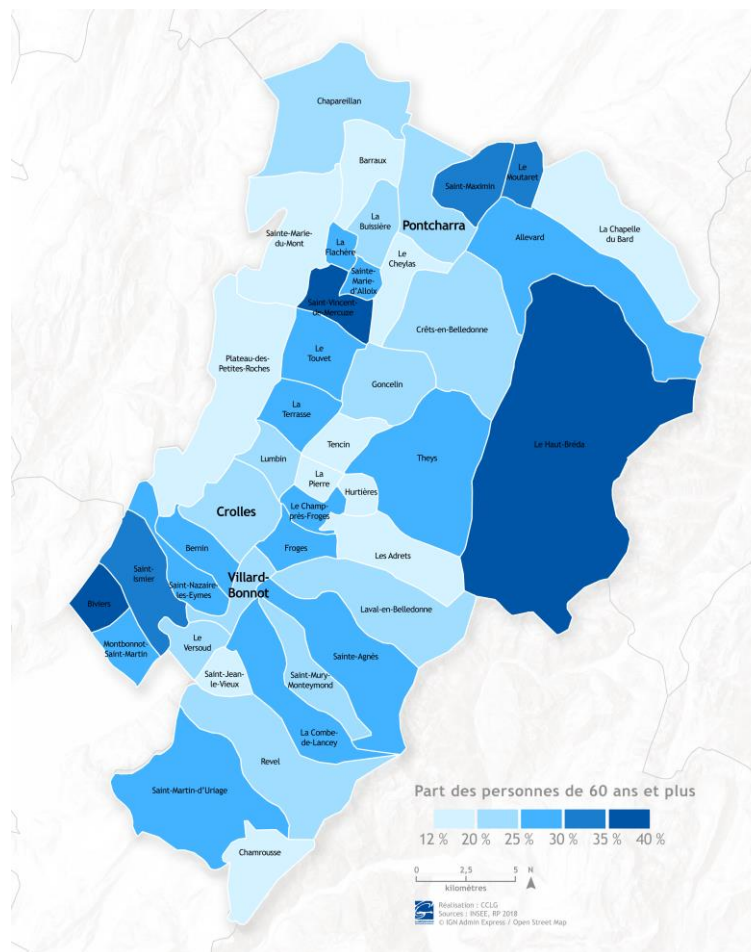 Chapareillan
Barraux
Saint-Maximin
Le
Moutaret
La
Buissière
Pontcharra
La Chapelle
du Bard
Sainte-Marie-
du-Mont
La
Flachère
Le
Cheylas
Allevard
Sainte-
Marie-
d'Alloix
Saint-Vincent-
de-Mercuze
Crêts-en-Belledonne
Plateau-des-
Petites-Roches
Le
Touvet
Goncelin
La
Terrasse
Tencin
Le Haut-Bréda
Lumbin
Theys
La
Pierre
Hurtières
Crolles
Le Champ-
près-Froges
Bernin
Froges
Les Adrets
Saint-
Ismier
Villard-
Bonnot
Saint-Nazaire-
les-Eymes
Biviers
Laval-en-Belledonne
Le
Versoud
Montbonnot-
Saint-Martin
Sainte-Agnès
Saint-Jean-
le-Vieux
Saint-Mury-
Monteymond
La Combe-
de-Lancey
Revel
Saint-Martin-d'Uriage
Chamrousse
Part des personnes de 60 ans et plus
12 % 20 % 25 % 30 % 35 % 40 %
0 2,5 5 N
kilomètres
Réalisation : CCLG
Sources : INSEE, RP 2018
© IGN Admin Express / Open Street Map